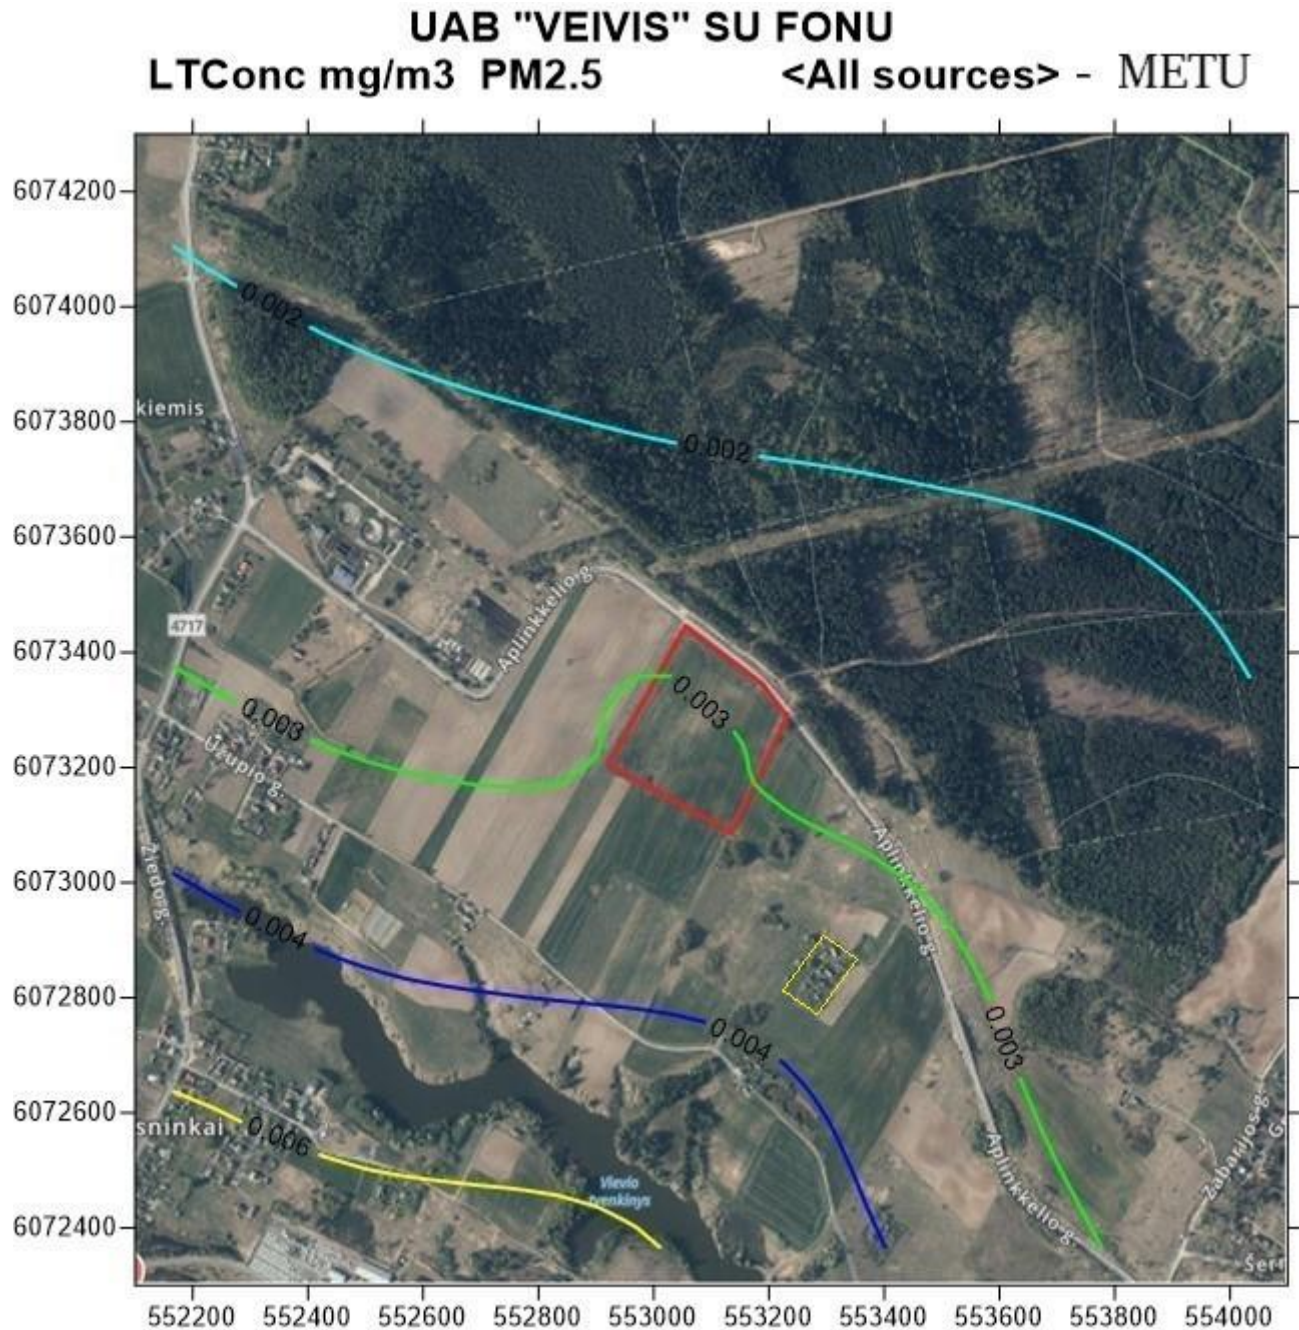 UAB "VEIVIS" SU FONU
LTConc mg/m3 PM2.5 <All sources> - METU
6074200
6074000
6073800
6073600
6073400
6073200
6073000
6072800
6072600
6072400
0.002
0.002
kiemis
4717
Aplinkkelio g.
0.003
0.003
Užupio g.
Žiedo g.
Aplinkkelio g.
0.004
0.004
0.003
0.006
sninkai
Vievio
tvenkinys
Aplinkkelio g.
Zabarijos g.
G.
Šerm
552200 552400 552600 552800 553000 553200 553400 553600 553800 554000